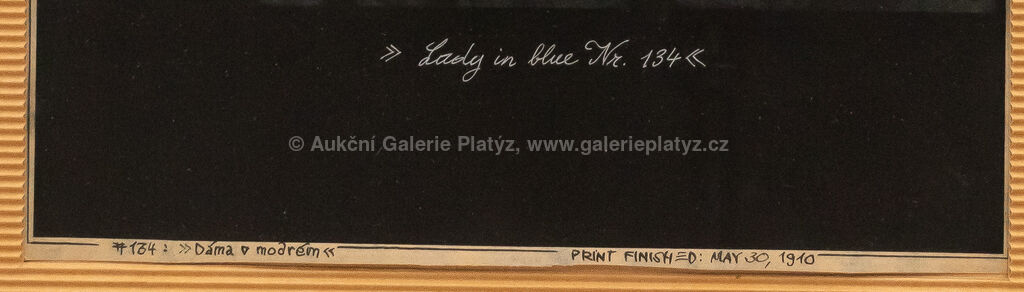 » Lady in blue Nr. 134«
© Aukční Galerie Platýz, www.galerieplatyz.cz
#134: »Dáma v modrém«
PRINT FINISHED: MAY 30, 1910